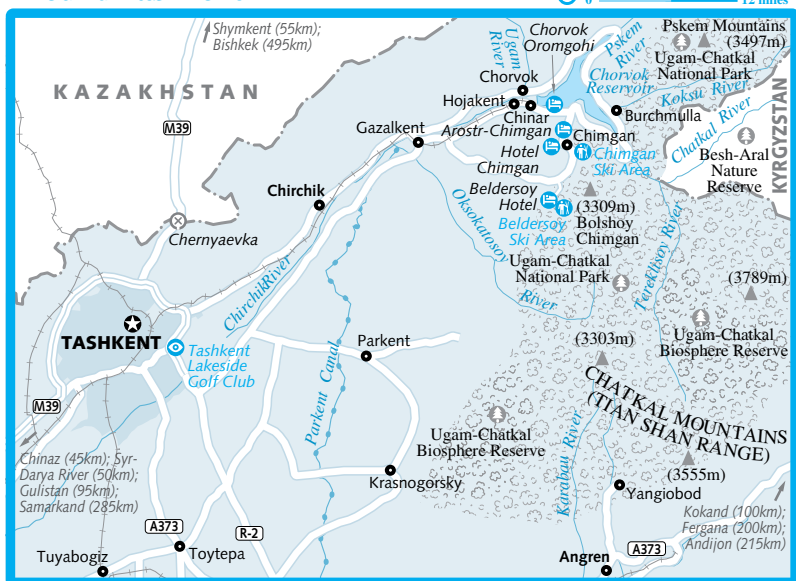 0 12 miles
Shymkent (55km);
Bishkek (495km)
Chorvok
Oromgohi
Ugam
River
Pskem
River
Pskem Mountains
(3497m)
Ugam-Chatkal
National Park
KAZAKHSTAN
Chorvok
Chorvok
Reservoir
Koksu River
Hojakent
Chinar
Burchmulla
M39
Arostr-Chimgan
Chimgan
Chatkal River
KYRGYZSTAN
Gazalkent
Hotel
Chimgan
Chimgan
Ski Area
Besh-Aral
Nature
Reserve
Chirchik
Beldersoy
Hotel
(3309m)
Bolshoy
Chimgan
Beldersoy
Ski Area
Oksokatosoy
River
Chernyaevka
Ugam-Chatkal
National Park
Tereklisoy River
(3789m)
Chirchik River
TASHKENT
Tashkent
Lakeside
Golf Club
Parkent
Parkent Canal
(3303m)
Ugam-Chatkal
Biosphere Reserve
M39
CHATKAL MOUNTAINS
(TIAN SHAN RANGE)
Ugam-Chatkal
Biosphere Reserve
Karabau River
Chinaz (45km); Syr-
Darya River (50km);
Gulistan (95km);
Samarkand (285km)
Krasnogorsky
(3555m)
Yangiobod
Kokand (100km);
Fergana (200km);
Andijon (215km)
A373
R-2
Tuyabogiz
Toytepa
Angren
A373